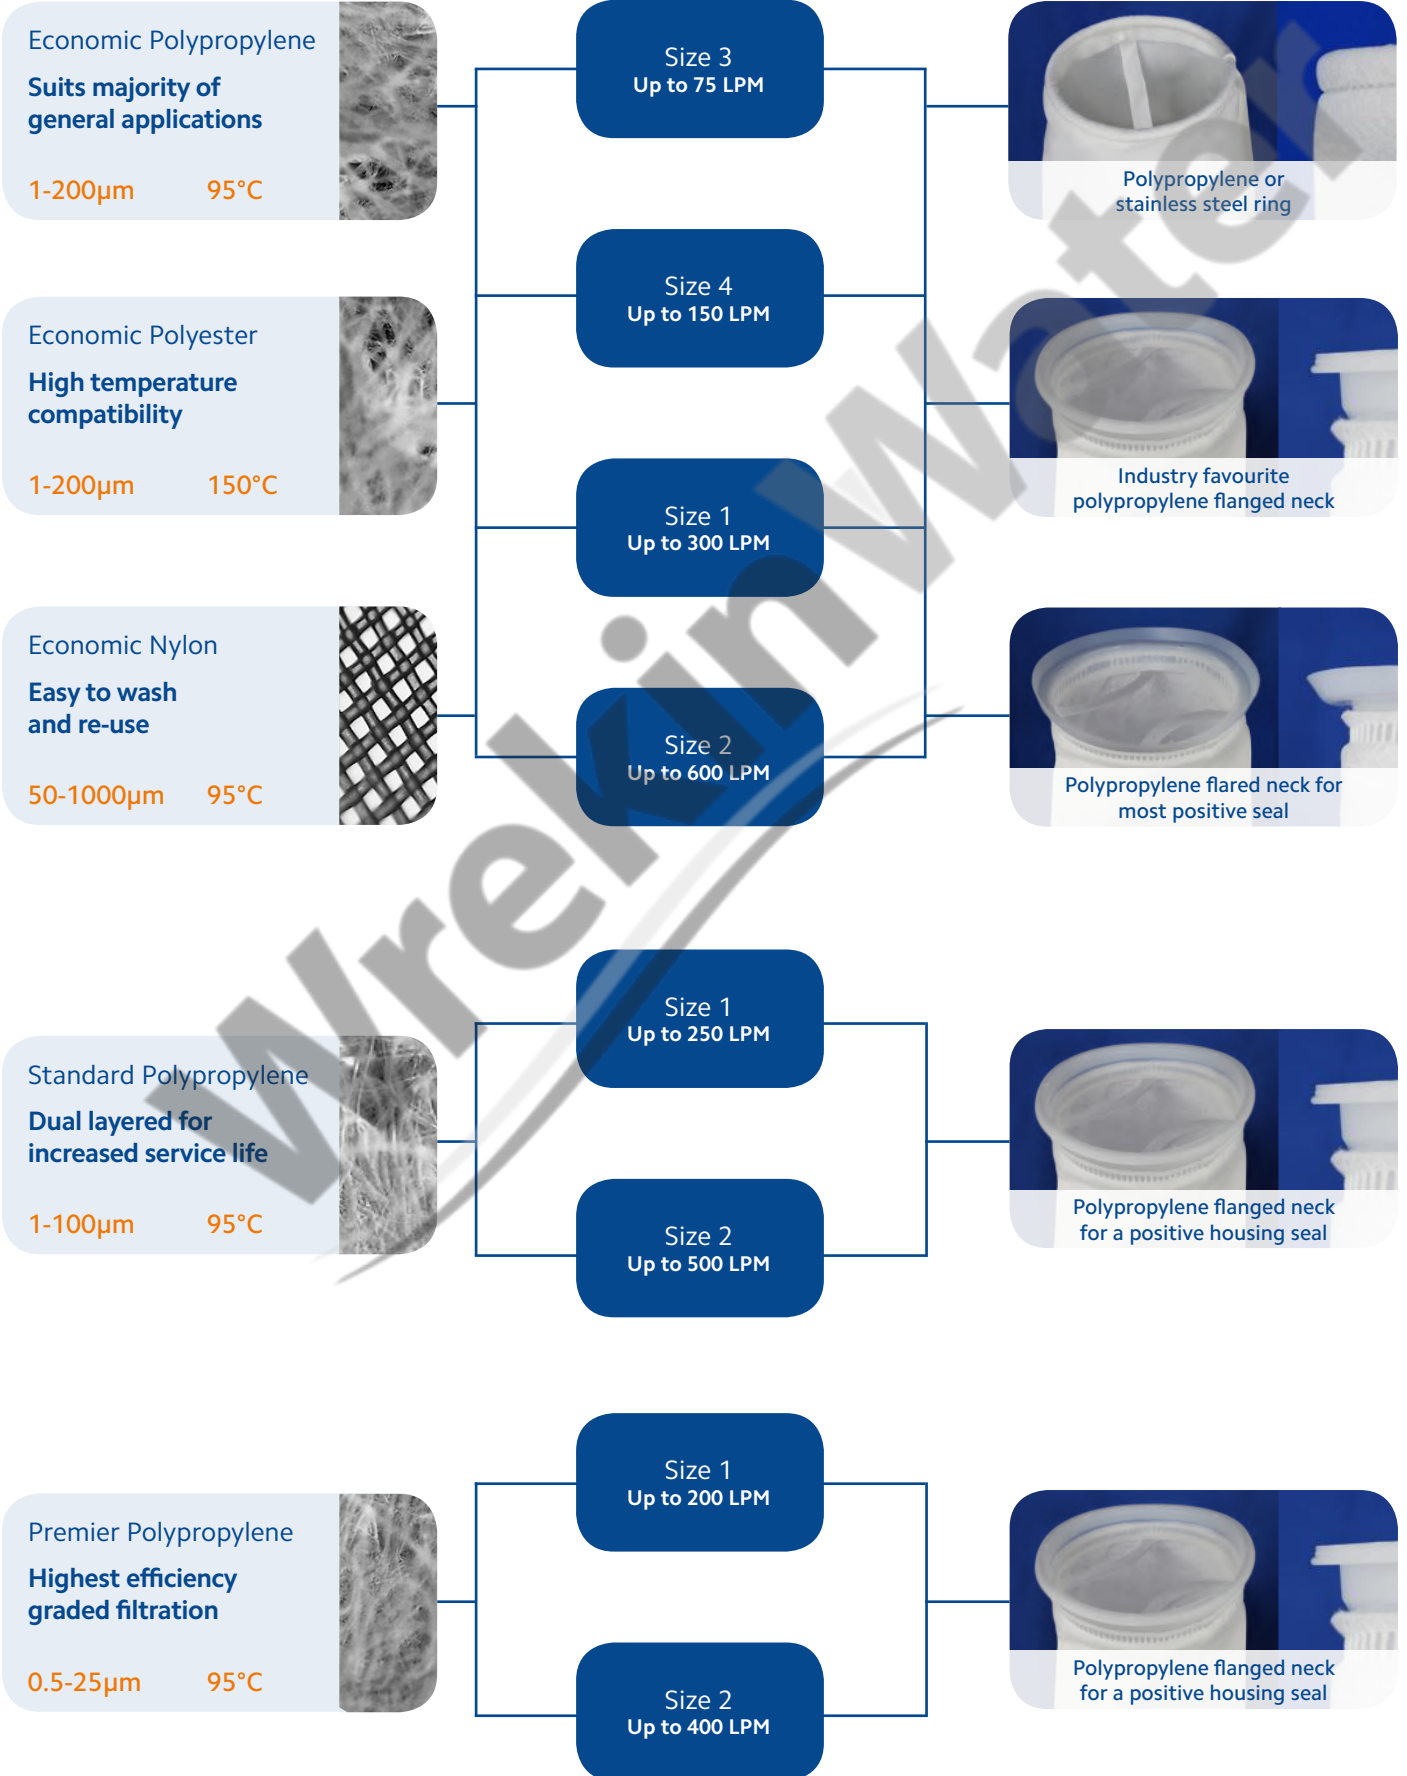 Economic Polypropylene
Suits majority of
general applications
1-200µm 95°C
Economic Polyester
High temperature
compatibility
1-200µm 150°C
Economic Nylon
Easy to wash
and re-use
50-1000µm 95°C
Size 3
Up to 75 LPM
Size 4
Up to 150 LPM
Size 1
Up to 300 LPM
Size 2
Up to 600 LPM
Polypropylene or
stainless steel ring
Industry favourite
polypropylene flanged neck
Polypropylene flared neck for
most positive seal
Standard Polypropylene
Dual layered for
increased service life
1-100µm 95°C
Size 1
Up to 250 LPM
Size 2
Up to 500 LPM
Polypropylene flanged neck
for a positive housing seal
Premier Polypropylene
Highest efficiency
graded filtration
0.5-25µm 95°C
Size 1
Up to 200 LPM
Size 2
Up to 400 LPM
Polypropylene flanged neck
for a positive housing seal
WrekinWater